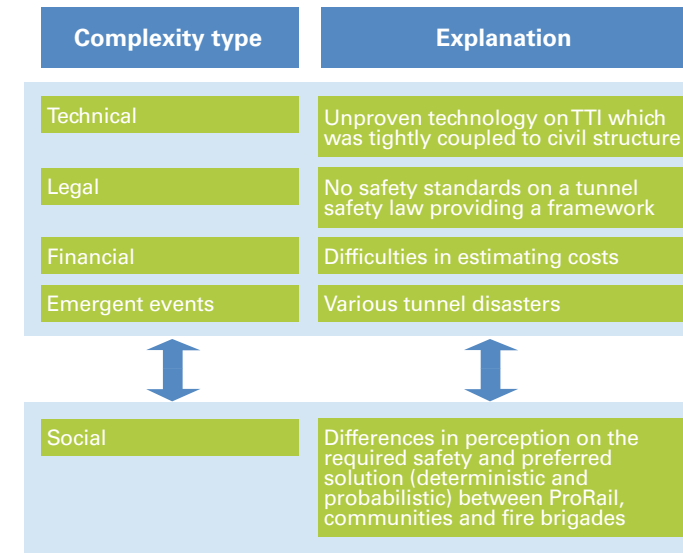 Complexity type
Explanation
Technical
Unproven technology on TTI which
was tightly coupled to civil structure
Legal
No safety standards on a tunnel
safety law providing a framework
Financial
Difficulties in estimating costs
Emergent events
Various tunnel disasters
Social
Differences in perception on the
required safety and preferred
solution (deterministic and
probabilistic) between ProRail,
communities and fire brigades